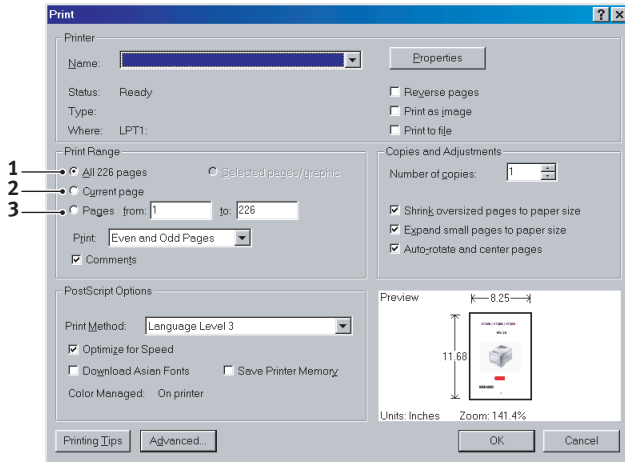 Print
Printer
Name:
Properties
Status: Ready
Reverse pages
Type:
Print as image
Where: LPT1:
Print to file
Print Range
1 All 226 pages
Selected pages/graphic
2 Current page
3 Pages from: 1 to: 226
Print: Even and Odd Pages
Comments
Copies and Adjustments
Number of copies: 1
Shrink oversized pages to paper size
Expand small pages to paper size
Auto-rotate and center pages
PostScript Options
Print Method: Language Level 3
Optimize for Speed
Download Asian Fonts
Save Printer Memory
Color Managed: On printer
Preview
8.25
11.68
Units: Inches Zoom: 141.4%
Printing Tips
Advanced...
OK
Cancel